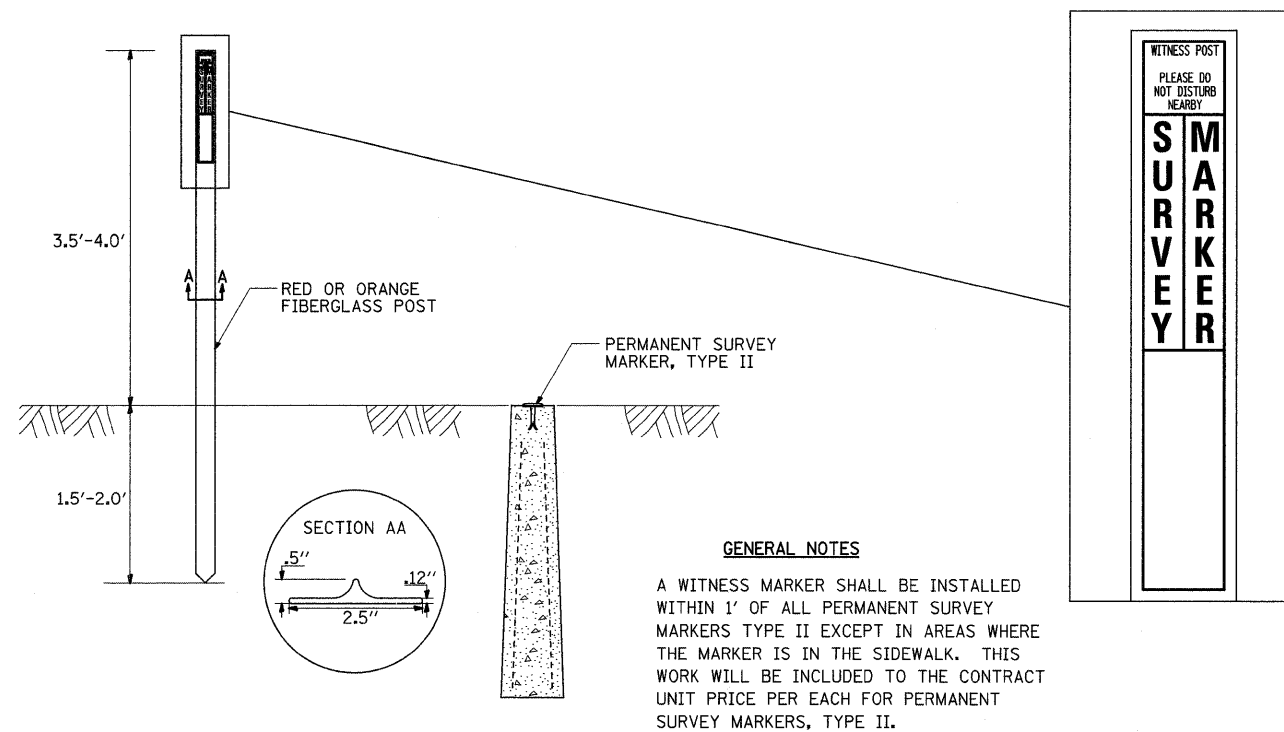 WITNESS POST
PLEASE DO
NOT DISTURB
NEARBY
SURVEY
MARKER
SURVEY
MARKER
3.5'-4.0'
A A
RED OR ORANGE
FIBERGLASS POST
PERMANENT SURVEY
MARKER, TYPE II
1.5'-2.0'
SECTION AA
.5"
.12"
2.5"
GENERAL NOTES
A WITNESS MARKER SHALL BE INSTALLED
WITHIN 1' OF ALL PERMANENT SURVEY
MARKERS TYPE II EXCEPT IN AREAS WHERE
THE MARKER IS IN THE SIDEWALK. THIS
WORK WILL BE INCLUDED TO THE CONTRACT
UNIT PRICE PER EACH FOR PERMANENT
SURVEY MARKERS, TYPE II.